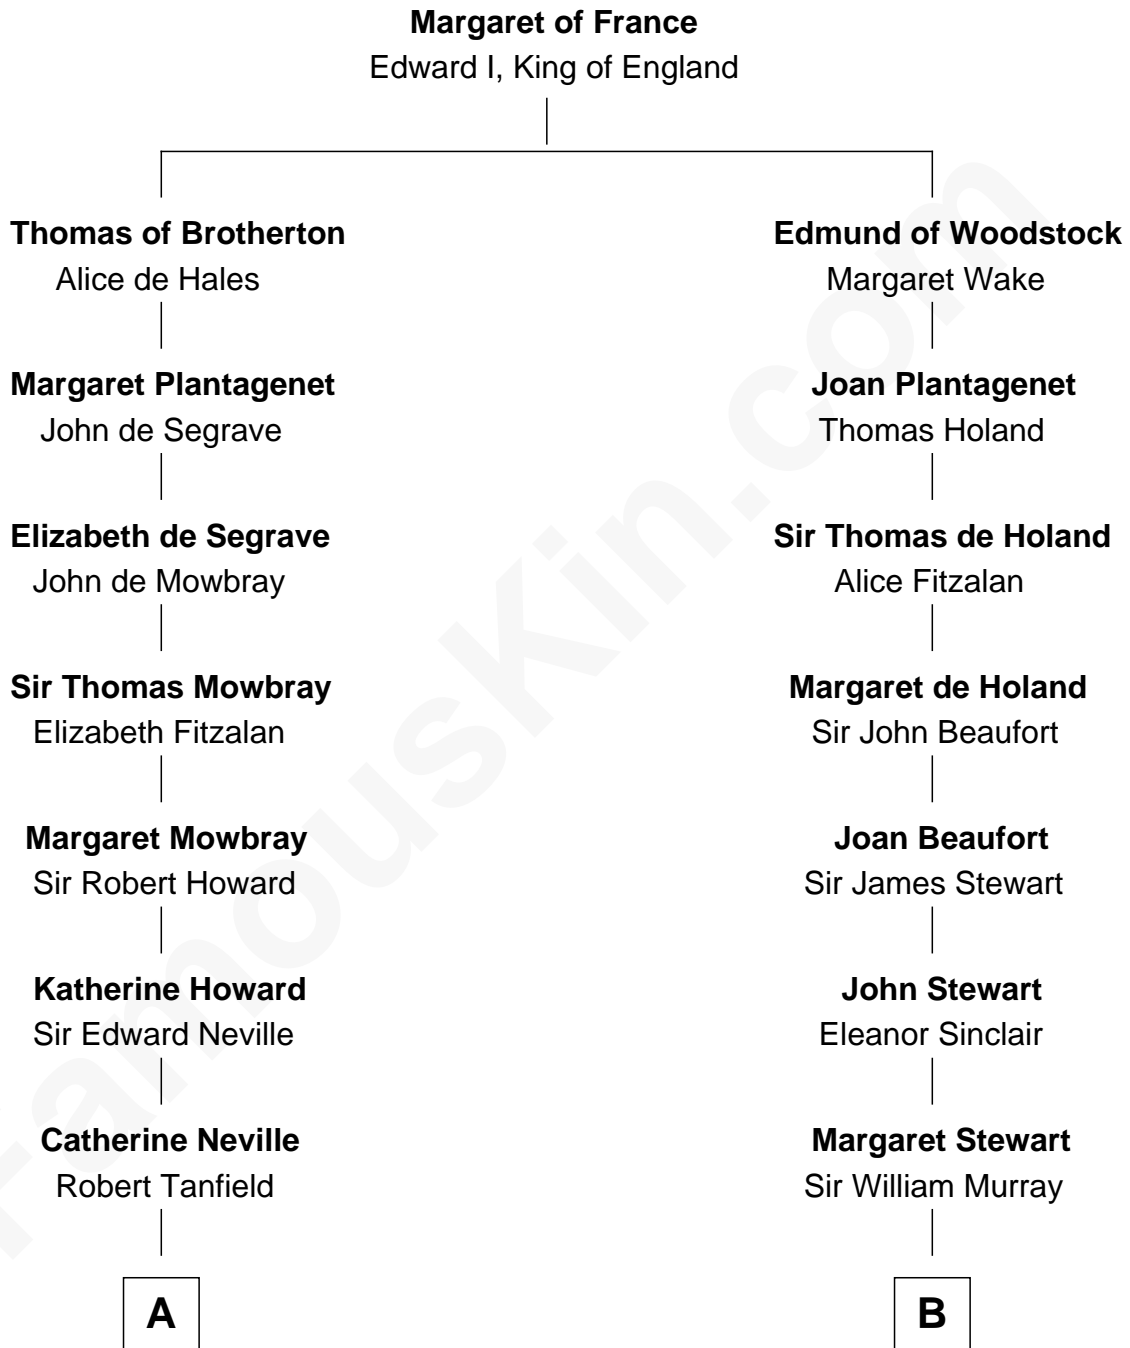 Margaret of France
Edward I, King of England
Thomas of Brotherton
Alice de Hales
Edmund of Woodstock
Margaret Wake
Margaret Plantagenet
John de Segrave
Joan Plantagenet
Thomas Holand
Elizabeth de Segrave
John de Mowbray
Sir Thomas de Holand
Alice Fitzalan
Sir Thomas Mowbray
Elizabeth Fitzalan
Margaret de Holand
Sir John Beaufort
Margaret Mowbray
Sir Robert Howard
Joan Beaufort
Sir James Stewart
Katherine Howard
Sir Edward Neville
John Stewart
Eleanor Sinclair
Catherine Neville
Robert Tanfield
Margaret Stewart
Sir William Murray
A
B
FamousKin.com